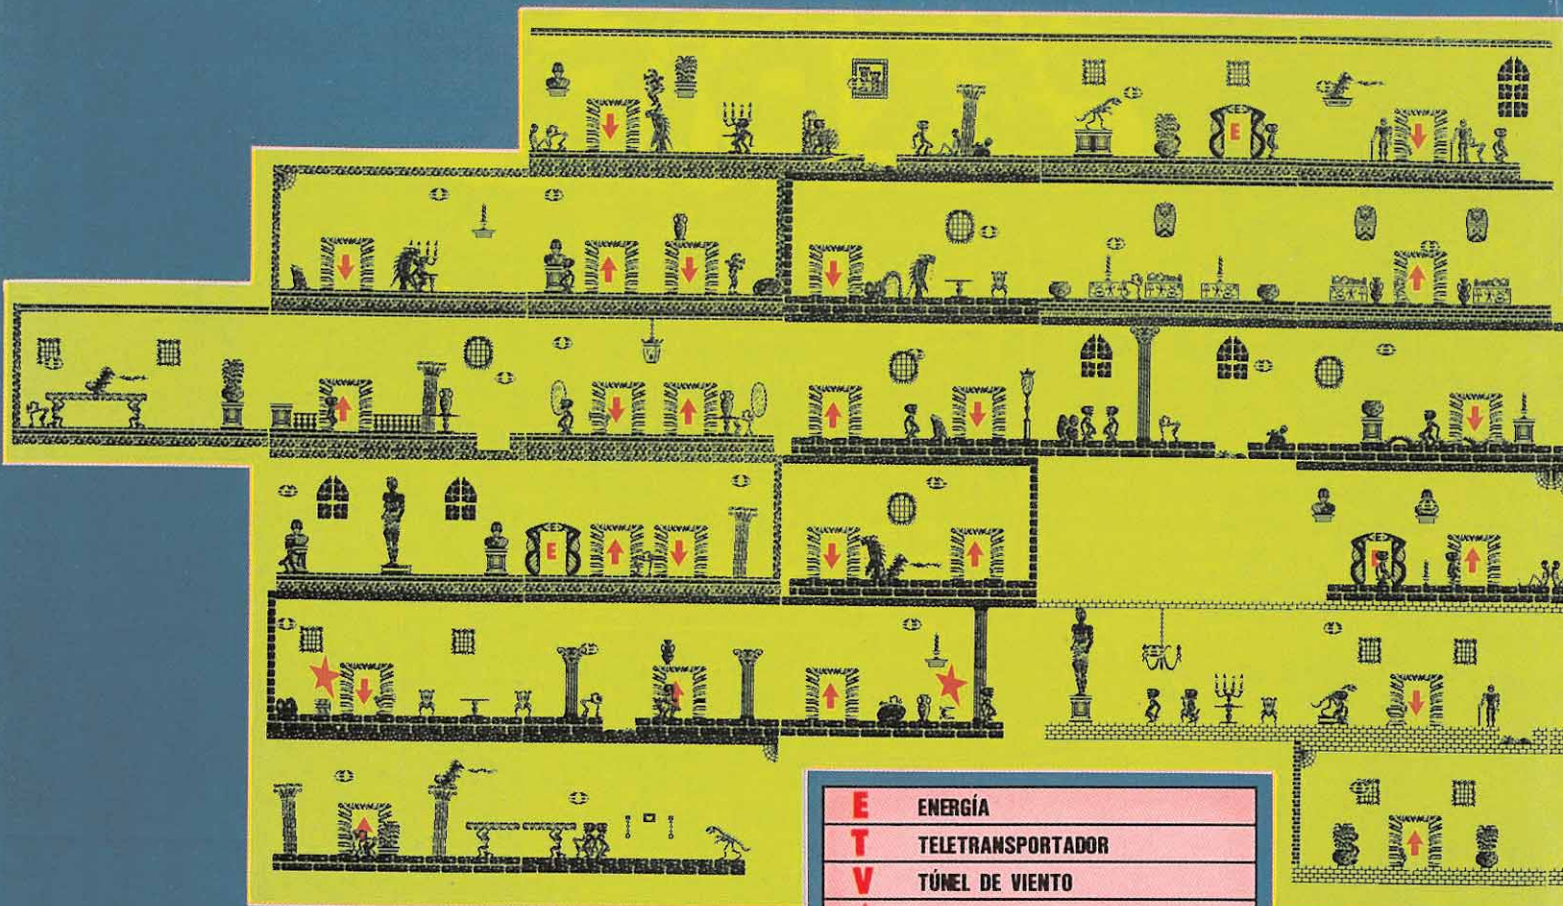 E
E
E
E ENERGÍA
T TELETRANSPORTADOR
V TÚNEL DE VIENTO